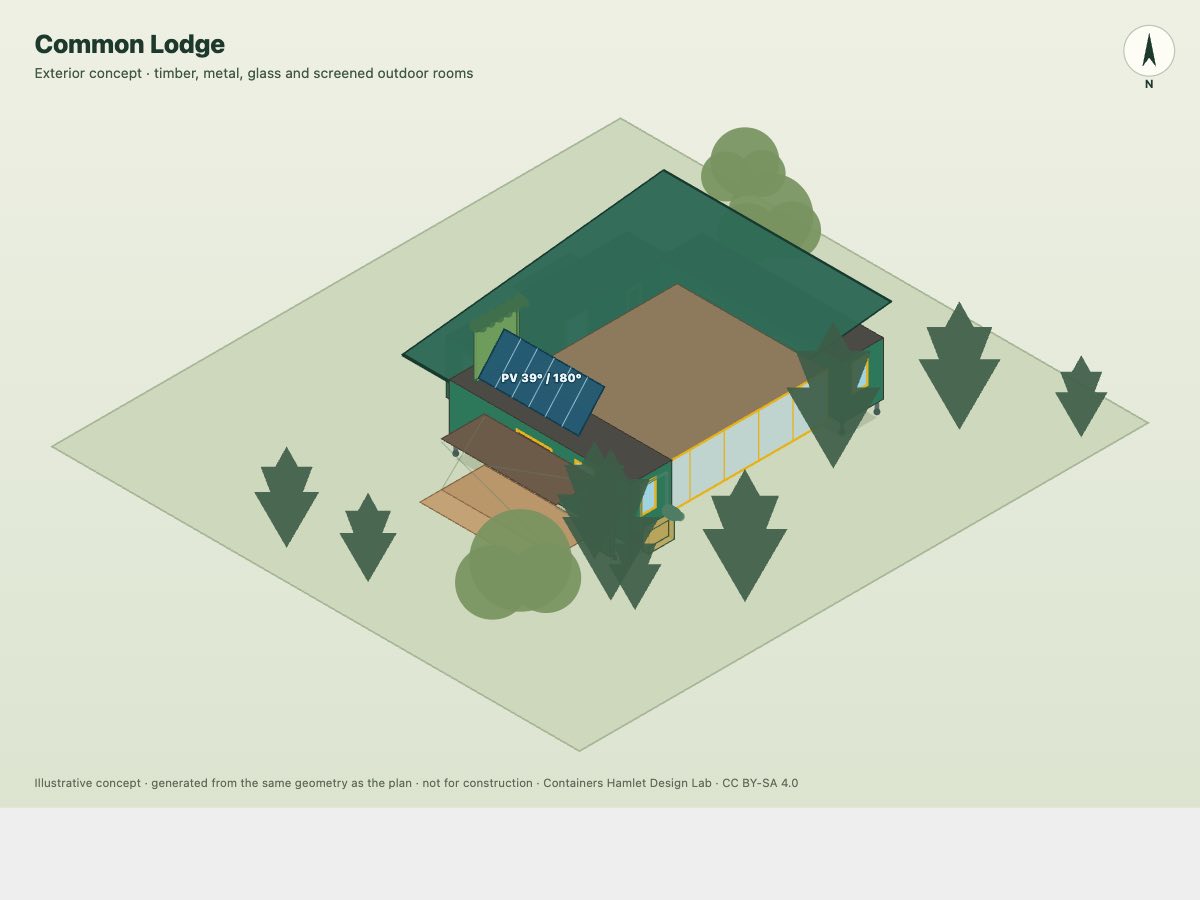 Common Lodge
Exterior concept · timber, metal, glass and screened outdoor rooms
N
PV 39° / 180°
Illustrative concept · generated from the same geometry as the plan · not for construction · Containers Hamlet Design Lab · CC BY-SA 4.0